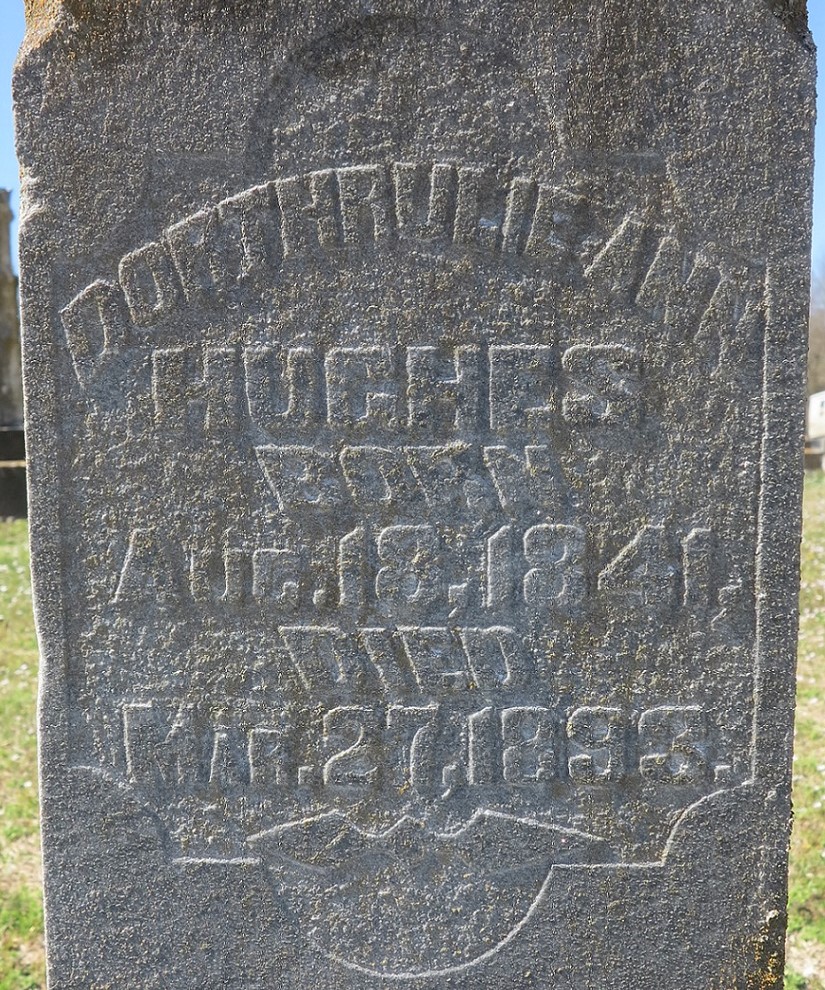 DORTHRULIE ANN
HUGHES
BORN
AUG. 18, 1841,
DIED
MAR. 27, 1893.